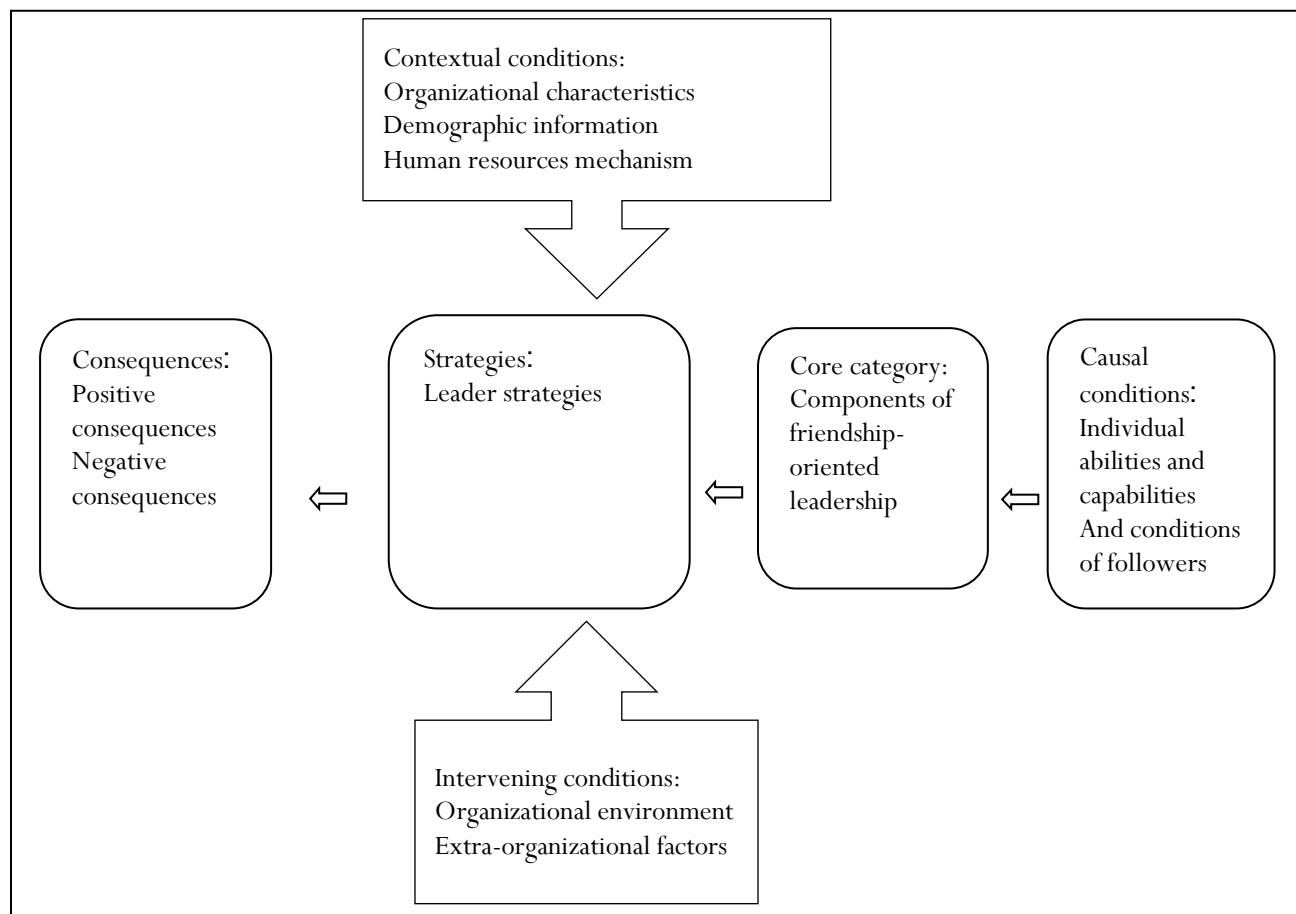 Contextual conditions:
Organizational characteristics
Demographic information
Human resources mechanism
Consequences:
Positive
consequences
Negative
consequences
Strategies:
Leader strategies
Core category:
Components of
friendship-
oriented
leadership
Causal
conditions:
Individual
abilities and
capabilities
And conditions
of followers
Intervening conditions:
Organizational environment
Extra-organizational factors